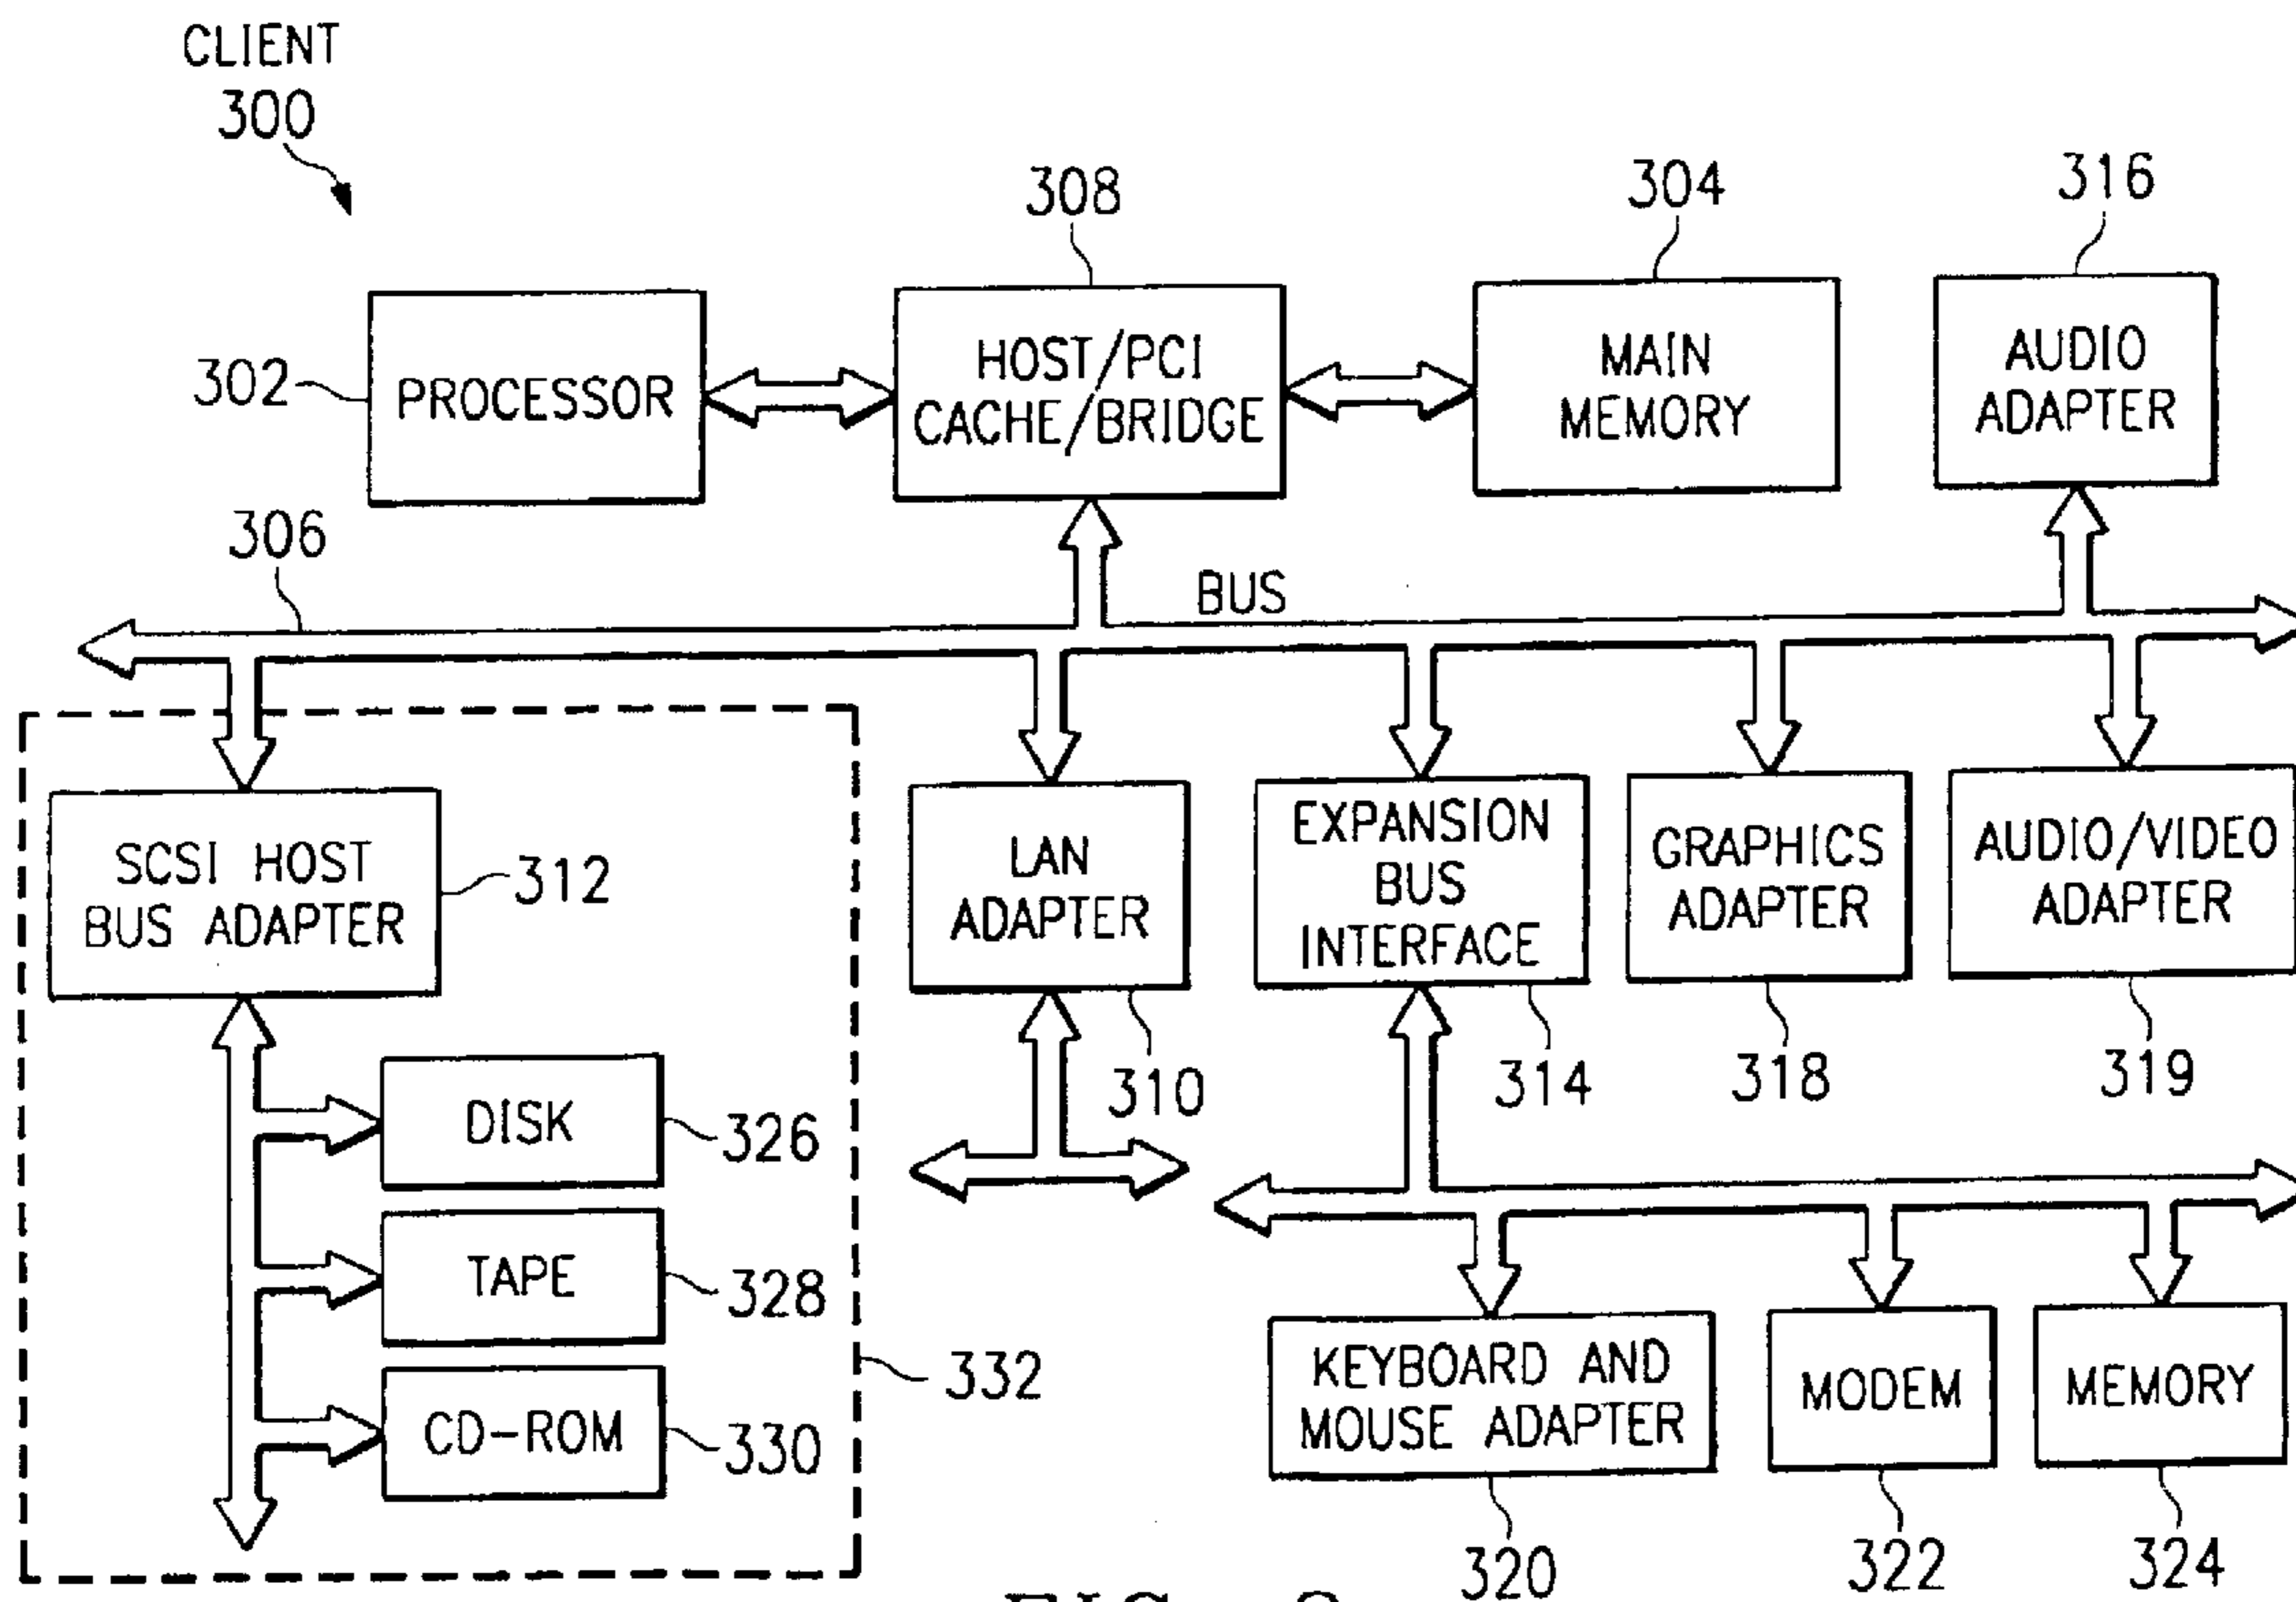 CLIENT
300
308
304
316
302
PROCESSOR
HOST/PCI
CACHE/BRIDGE
MAIN
MEMORY
AUDIO
ADAPTER
306
BUS
SCSI HOST
BUS ADAPTER
312
LAN
ADAPTER
EXPANSION
BUS
INTERFACE
GRAPHICS
ADAPTER
AUDIO/VIDEO
ADAPTER
310
314
318
319
DISK
326
TAPE
328
CD-ROM
330
332
KEYBOARD AND
MOUSE ADAPTER
MODEM
MEMORY
320
322
324